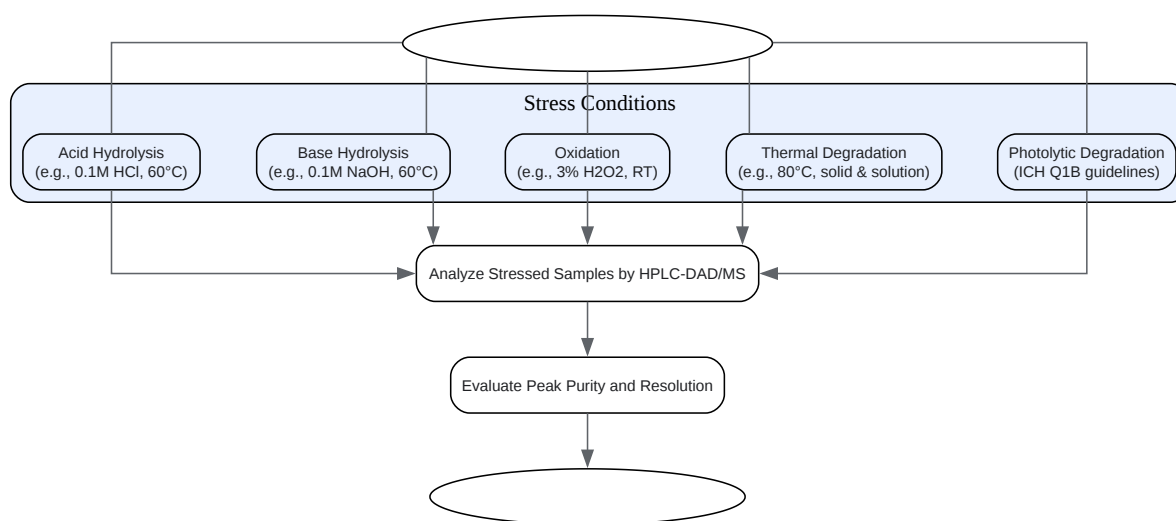 Stress Conditions
Acid Hydrolysis
(e.g., 0.1M HCl, 60°C)
Base Hydrolysis
(e.g., 0.1M NaOH, 60°C)
Oxidation
(e.g., 3% H2O2, RT)
Thermal Degradation
(e.g., 80°C, solid & solution)
Photolytic Degradation
(ICH Q1B guidelines)
Analyze Stressed Samples by HPLC-DAD/MS
Evaluate Peak Purity and Resolution